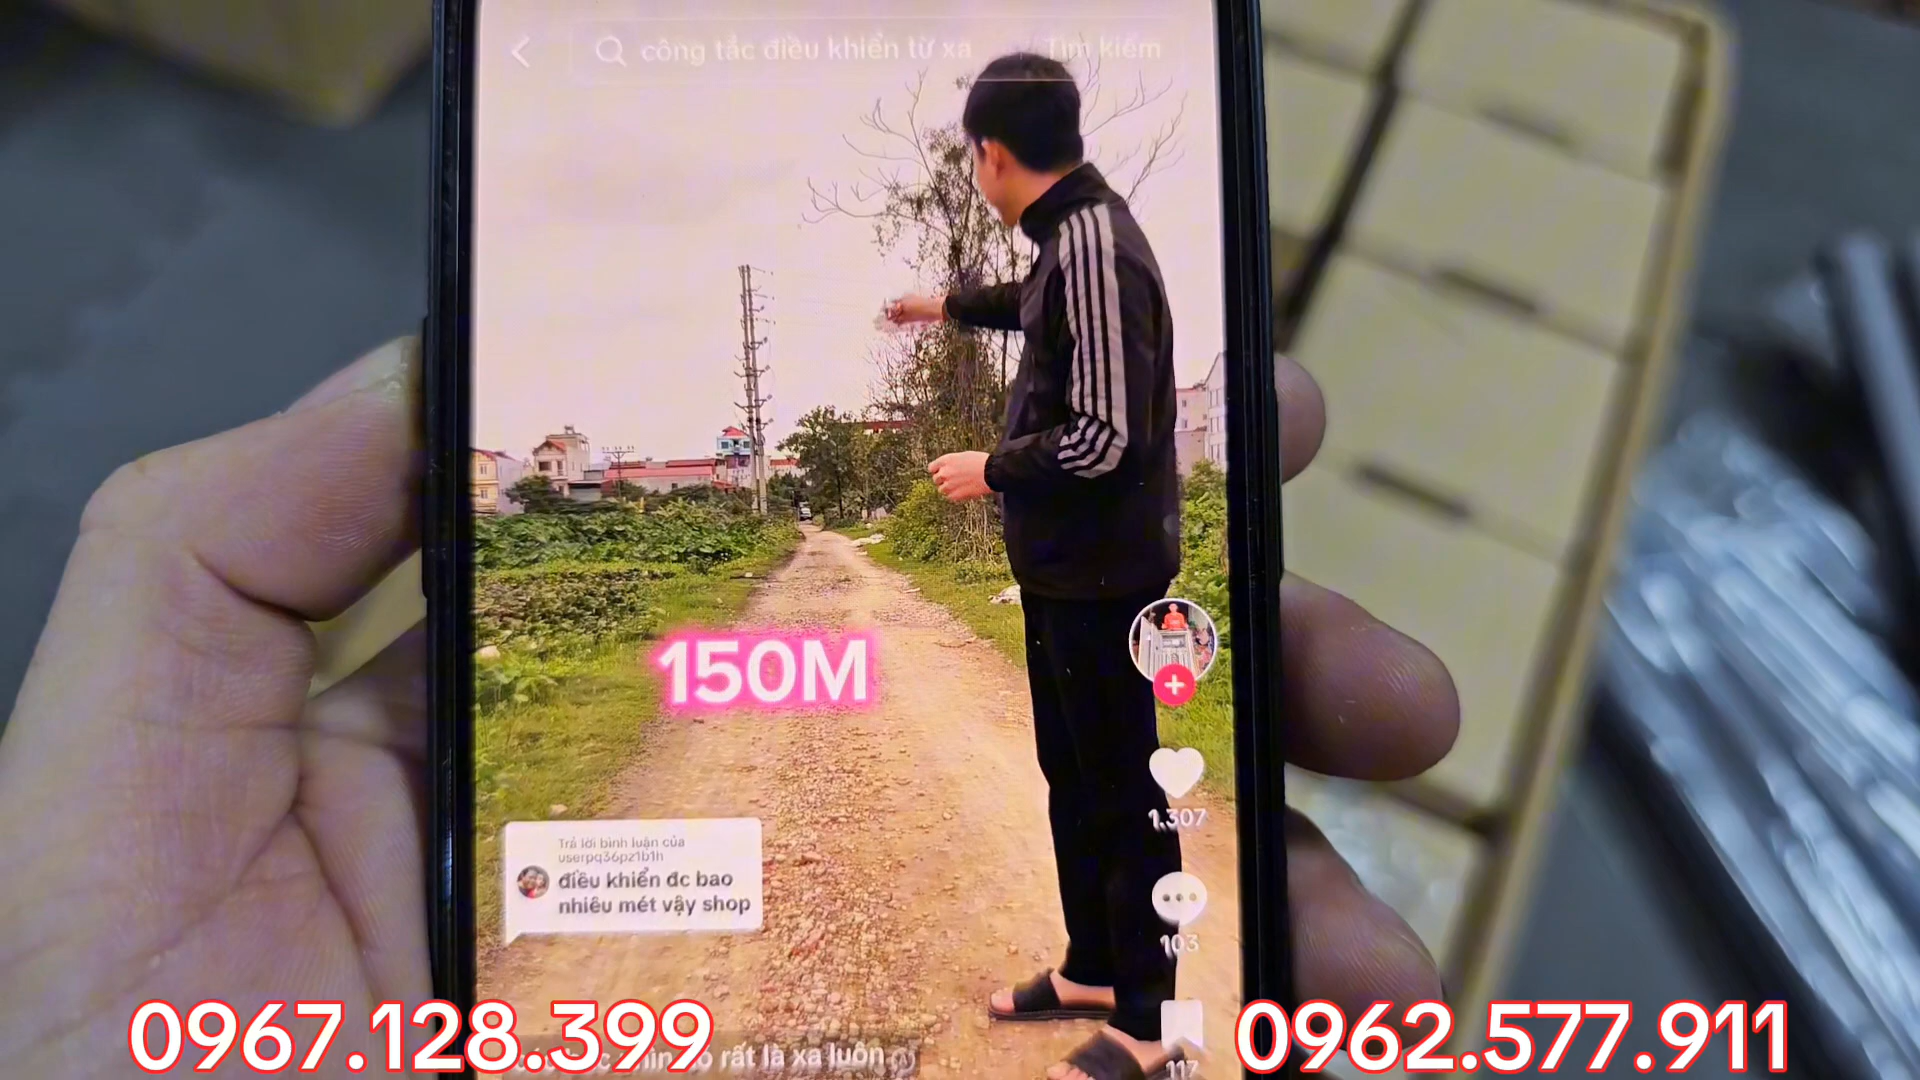 công tắc điều khiển từ xa
Tìm kiếm
150M
Trả lời bình luận của
userpq36pz1b1h
điều khiển đc bao
nhiêu mét vậy shop
1.307
103
117
rất là xa luôn
0967.128.399
0962.577.911